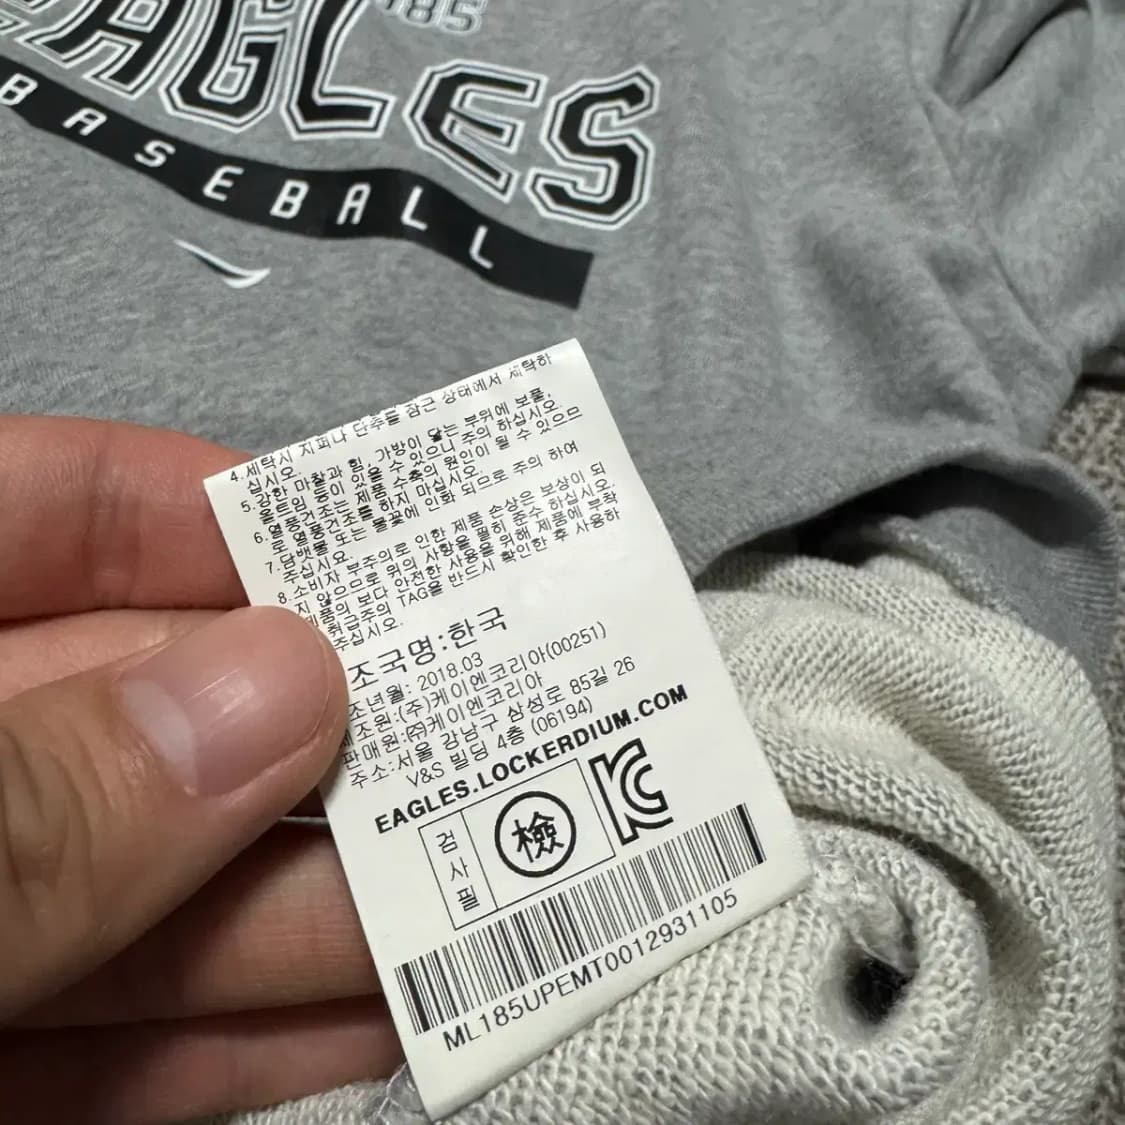 EAGLES
BASEBALL
4. 세탁시 지퍼나 단추를 잠근 상태에서 세탁하
십시오.
5. 강한 마찰과 힘, 가방이 닿는 부위에 보풀,
등이 있을 수 있으니 주의 하십시오.
6. 열 건조는 제품 수축의 원인이 될 수 있으므
로 하지 마십시오.
7. 담뱃불 또는 불꽃에 인화 되므로 주의 하여
주십시오.
8. 소비자 부주의로 인한 제품 손상은 보상이 되
지 않으므로 위의 사항을 필히 준수 하십시오.
제품의 보다 안전한 사용을 위해 제품에 부착
취급주의 TAG을 반드시 확인한 후 사용하
주십시오.
조국명:한국
조년월: 2018.03
제조원:(주)케이엔코리아(00251)
판매원:㈜케이엔코리아
주소:서울 강남구 삼성로 85길 26
V&S 빌딩 4층 (06194)
EAGLES.LOCKERDIUM.COM
검사필
檢
KC
ML185UPEMT0012931105